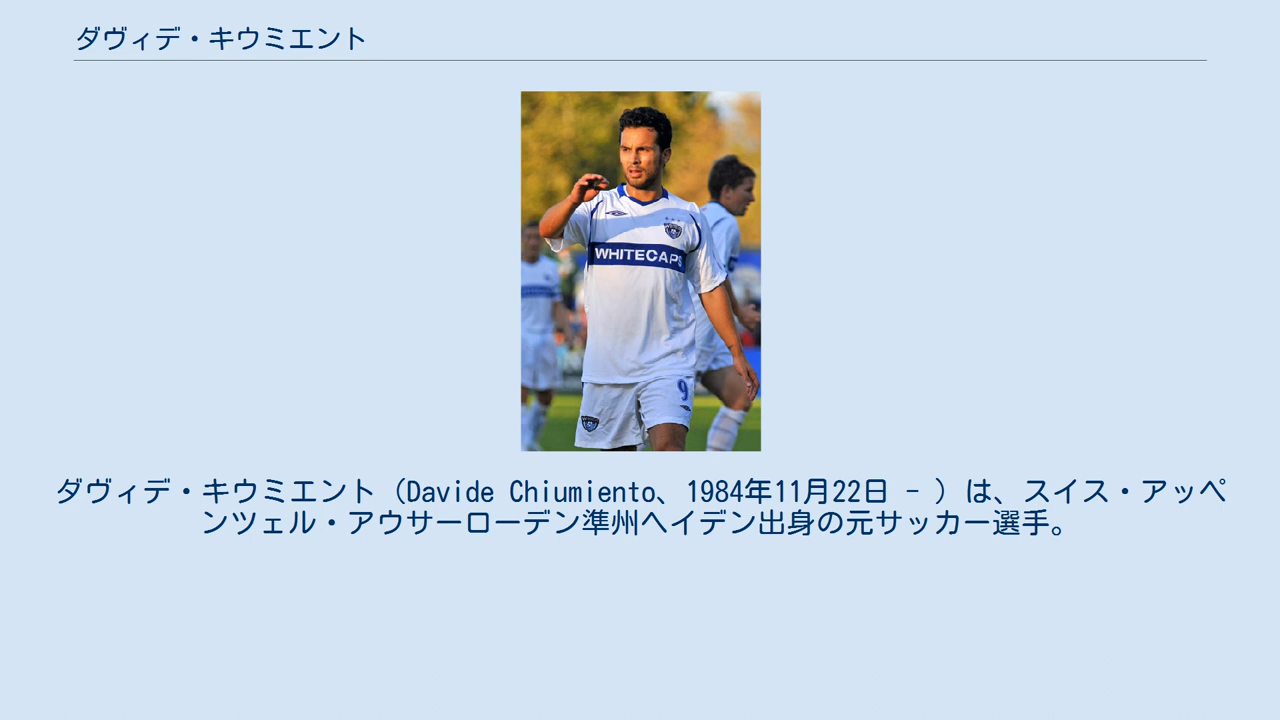 ダヴィデ・キウミエント
WHITECAPS
9
ダヴィデ・キウミエント（Davide Chiumiento、1984年11月22日 - ）は、スイス・アッペ
ンツェル・アウサーローデン準州ヘイデン出身の元サッカー選手。